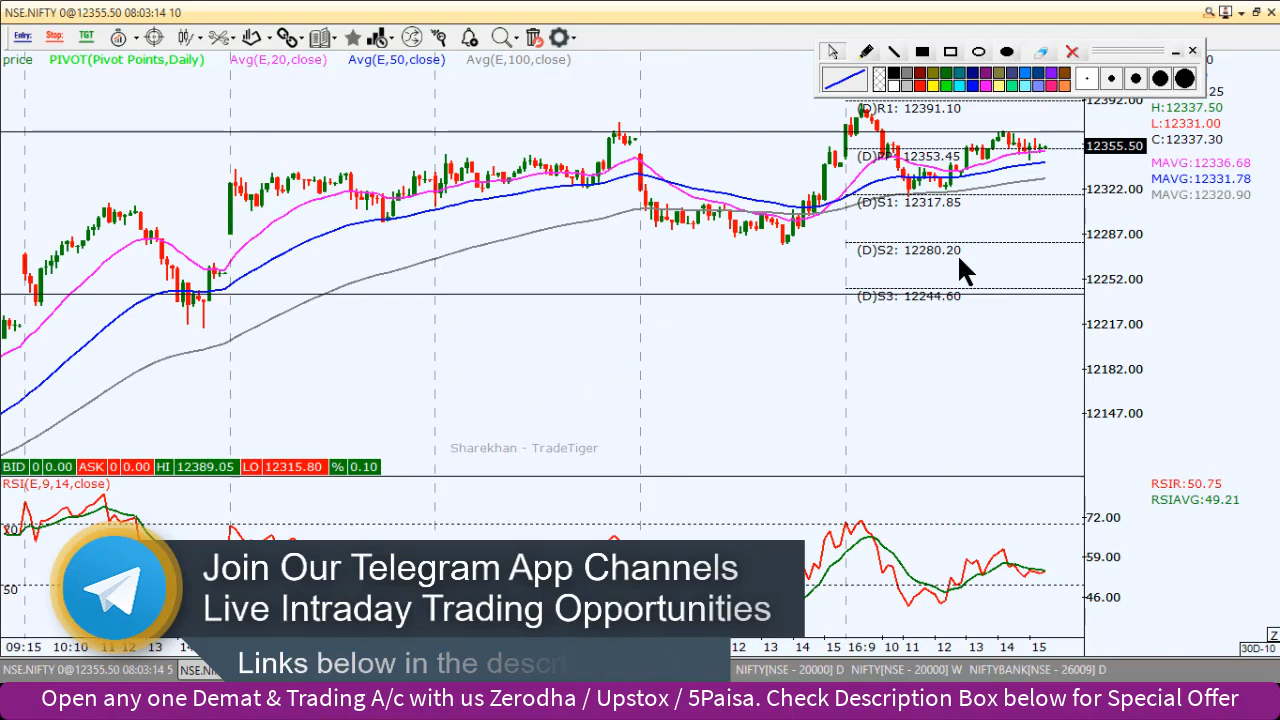 NSE.NIFTY 0@12355.50 08:03:14 10
Entry: Stop: TGT
price PIVOT(Pivot Points,Daily) Avg(E,20,close) Avg(E,50,close) Avg(E,100,close)
25
H:12337.50
L:12331.00
C:12337.30
MAVG:12336.68
MAVG:12331.78
MAVG:12320.90
12392.00
12355.50
12322.00
12287.00
12252.00
12217.00
12182.00
12147.00
(D)R1: 12391.10
(D)PP: 12353.45
(D)S1: 12317.85
(D)S2: 12280.20
(D)S3: 12244.60
Sharekhan - TradeTiger
BID 0 0.00 ASK 0 0.00 HI 12389.05 LO 12315.80 % 0.10
RSI(E,9,14,close)
RSIR:50.75
RSIAVG:49.21
70
50
72.00
59.00
46.00
Join Our Telegram App Channels
Live Intraday Trading Opportunities
Links below in the descr
09:15 10:10 11 12 13 12 13 14 15 16:9 10 11 12 13 14 15
Z
30D-10
NSE.NIFTY 0@12355.50 08:03:14 5 NSE.N NIFTY[NSE - 20000] D NIFTY[NSE - 20000] W NIFTYBANK[NSE - 26009] D
Open any one Demat & Trading A/c with us Zerodha / Upstox / 5Paisa. Check Description Box below for Special Offer